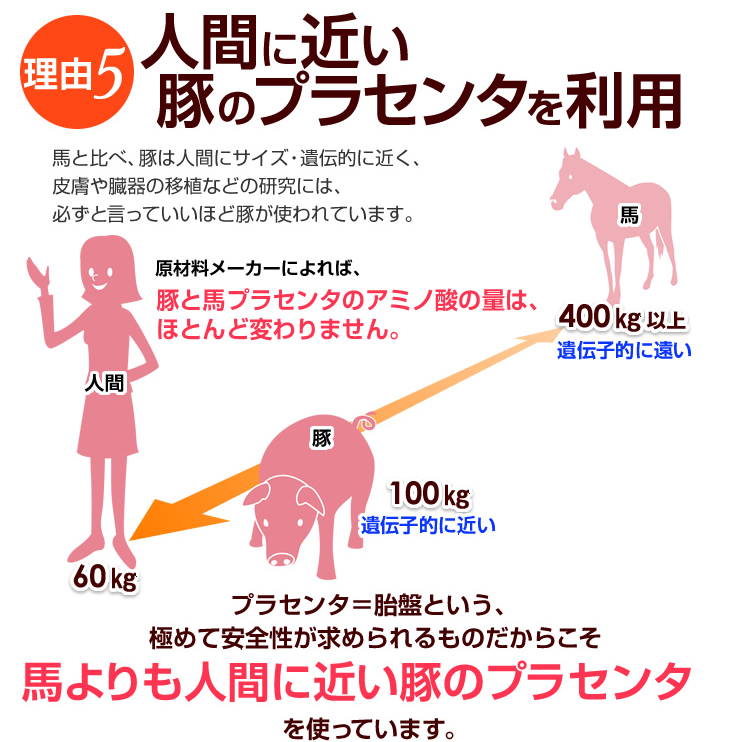 理由5
人間に近い
豚のプラセンタを利用
馬と比べ、豚は人間にサイズ・遺伝的に近く、
皮膚や臓器の移植などの研究には、
必ずと言っていいほど豚が使われています。
原材料メーカーによれば、
豚と馬プラセンタのアミノ酸の量は、
ほとんど変わりません。
馬
400kg以上
遺伝子的に遠い
人間
豚
100kg
遺伝子的に近い
60kg
プラセンタ＝胎盤という、
極めて安全性が求められるものだからこそ
馬よりも人間に近い豚のプラセンタ
を使っています。